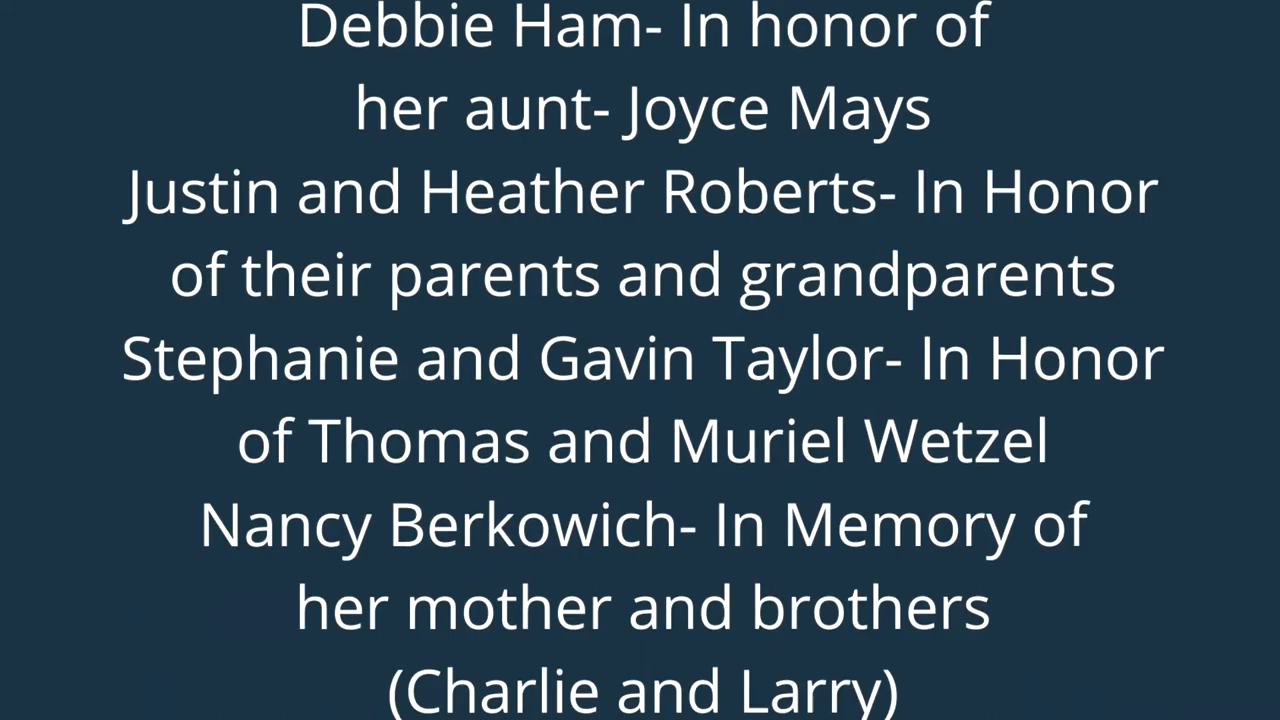 Debbie Ham- In honor of
her aunt- Joyce Mays
Justin and Heather Roberts- In Honor
of their parents and grandparents
Stephanie and Gavin Taylor- In Honor
of Thomas and Muriel Wetzel
Nancy Berkowich- In Memory of
her mother and brothers
(Charlie and Larry)